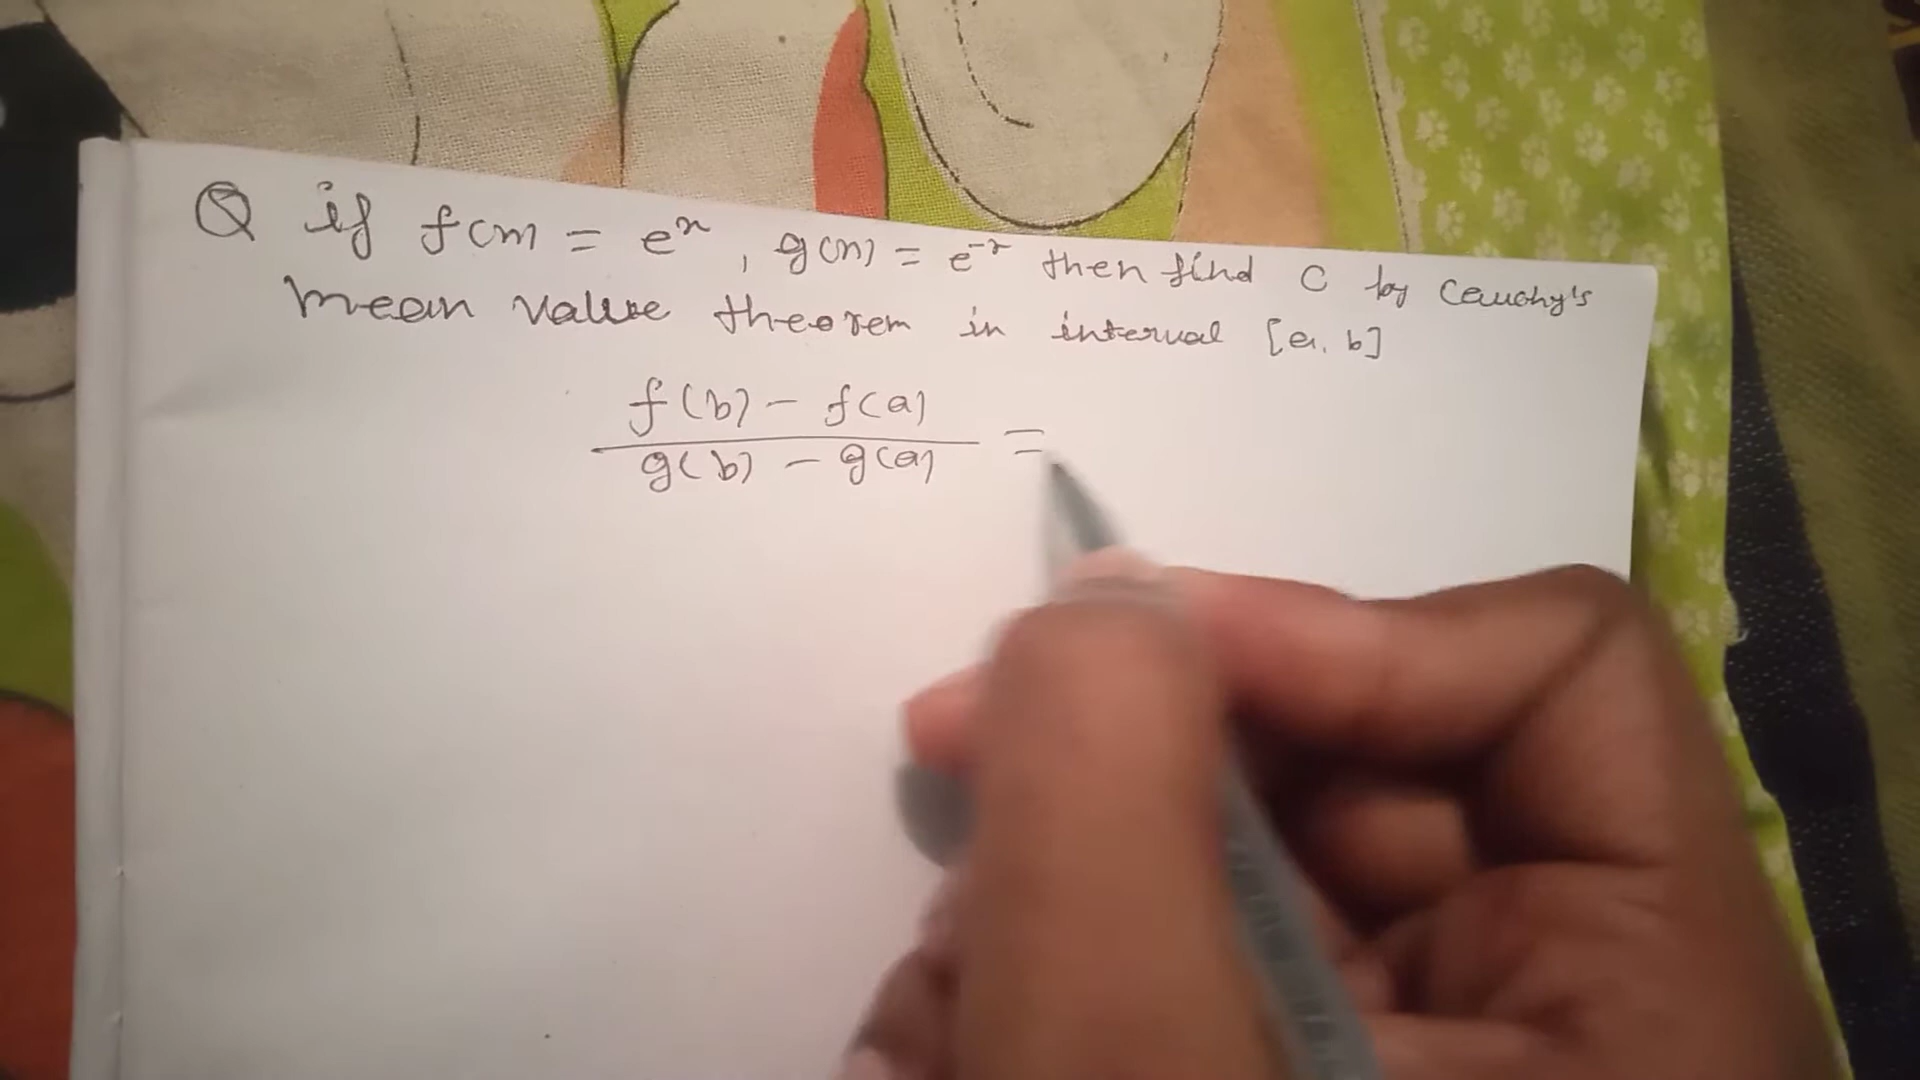 Q if f(x) = e^x, g(x) = e^-x then find C by Cauchy's
mean value theorem in interval [a, b]
f(b) - f(a)
g(b) - g(a) =